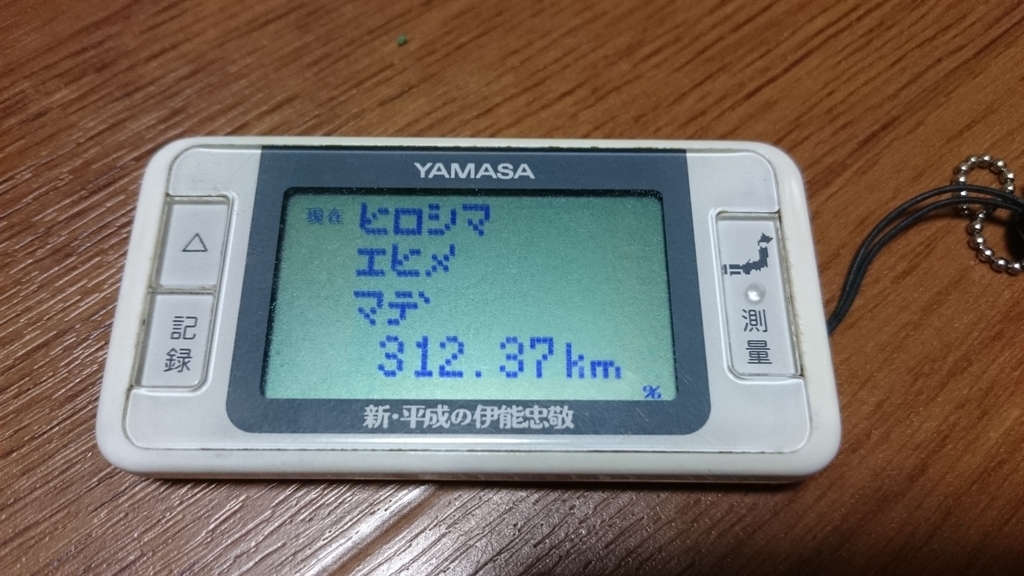 YAMASA
現在 ヒロシマ
エヒメ
マデ
312.37km
%
新・平成の伊能忠敬
△
記録
測量